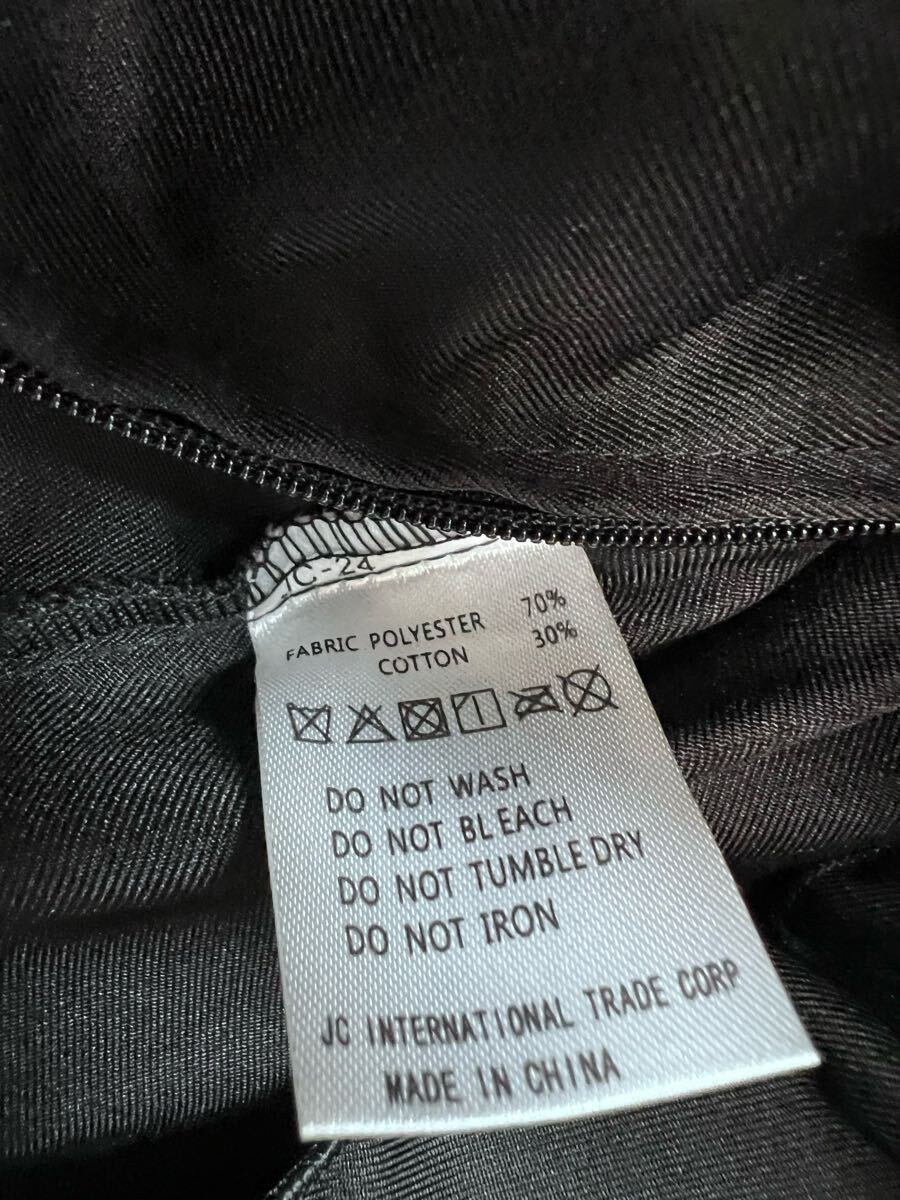 JC-24
FABRIC POLYESTER 70%
COTTON 30%
DO NOT WASH
DO NOT BLEACH
DO NOT TUMBLE DRY
DO NOT IRON
JC INTERNATIONAL TRADE CORP
MADE IN CHINA